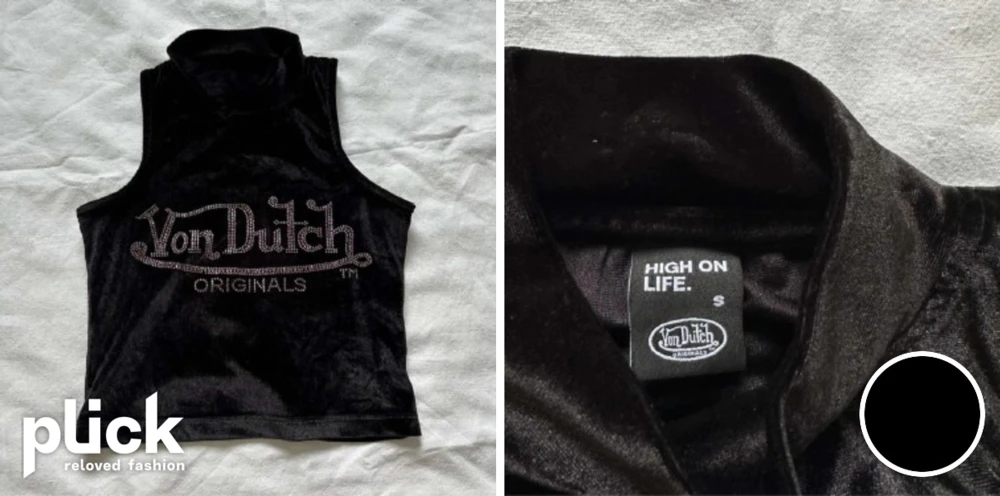 Von Dutch
TM
ORIGINALS
plick
reloved fashion
HIGH ON
LIFE.
S
Von Dutch
ORIGINALS